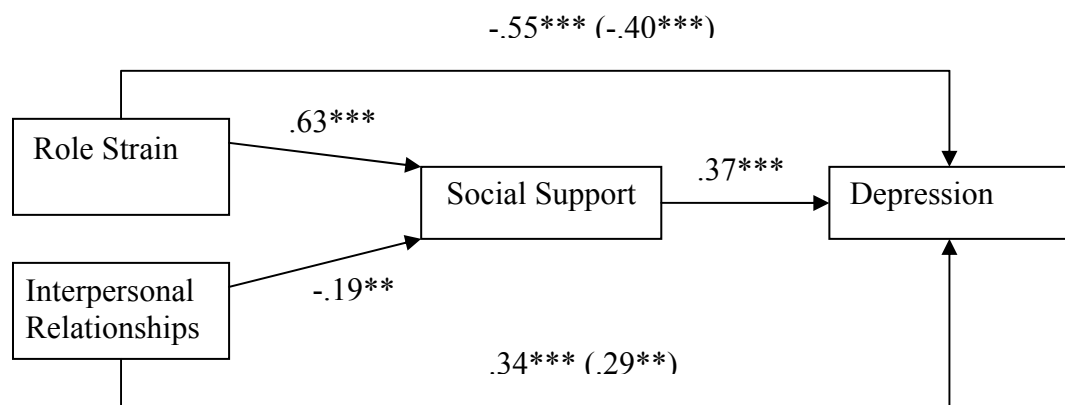 -.55*** (-.40***)
.63***
Role Strain
Social Support
.37***
Depression
Interpersonal
Relationships
-.19**
.34*** (.29**)